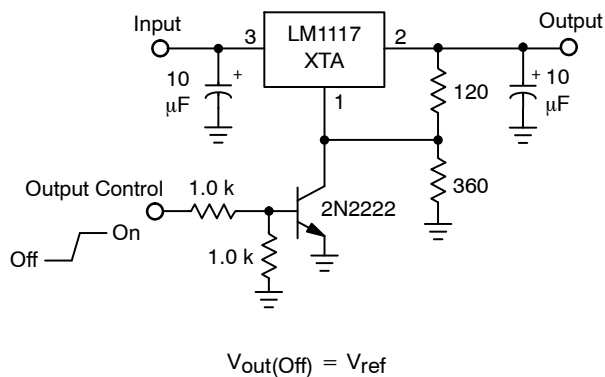 Input
Output
3
LM1117
XTA
2
1
10
μF
+
120
+ 10
μF
360
Output Control
1.0 k
2N2222
Off
On
1.0 k
Vout(Off) = Vref